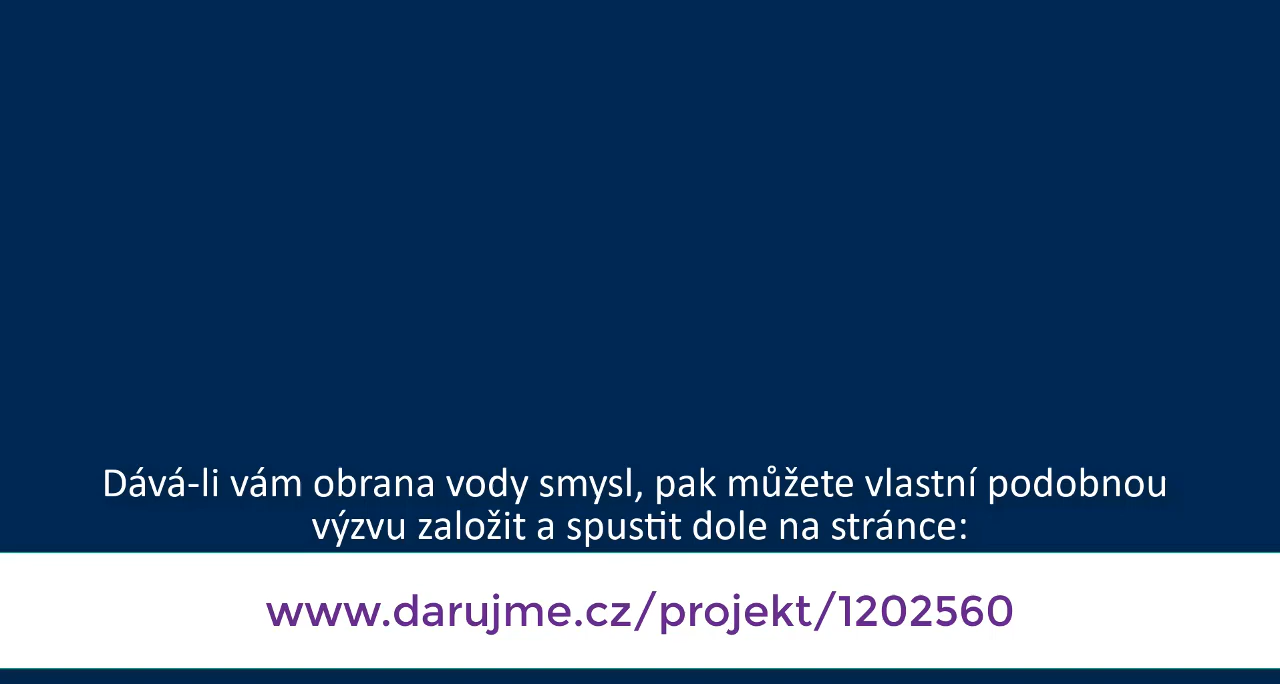 Dává-li vám obrana vody smysl, pak můžete vlastní podobnou
výzvu založit a spustit dole na stránce:
www.darujme.cz/projekt/1202560